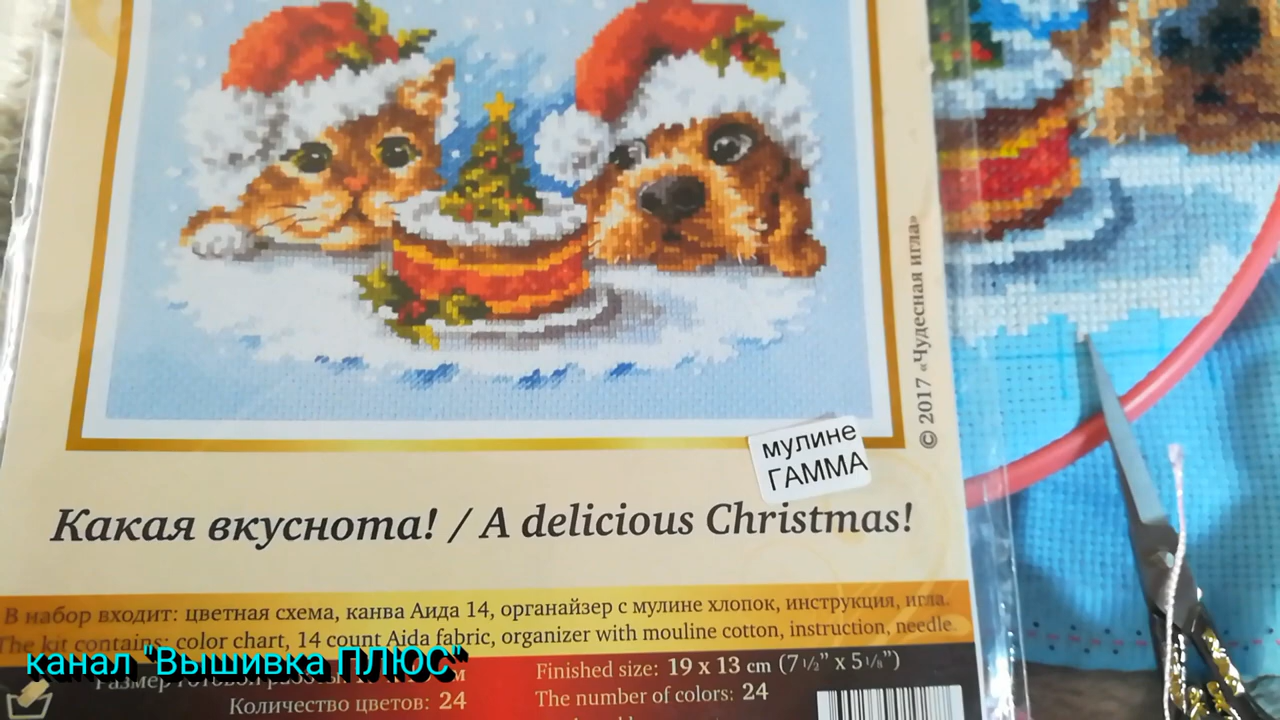 © 2017 «Чудесная игла»
мулине
ГАММА
Какая вкуснота! / A delicious Christmas!
В набор входит: цветная схема, канва Аида 14, органайзер с мулине хлопок, инструкция, игла.
The kit contains: color chart, 14 count Aida fabric, organizer with mouline cotton, instruction, needle.
канал "Вышивка ПЛЮС"
Finished size: 19 x 13 cm (7 1/2" x 5 1/8")
Количество цветов: 24
The number of colors: 24